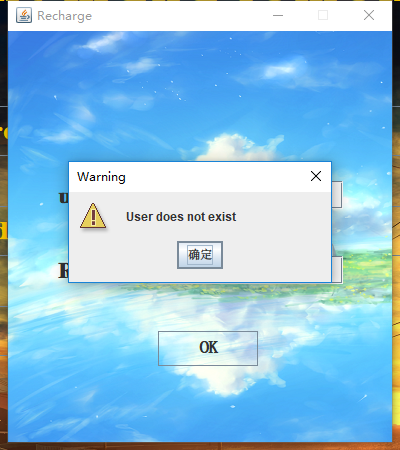 Recharge
Warning
User does not exist
确定
OK